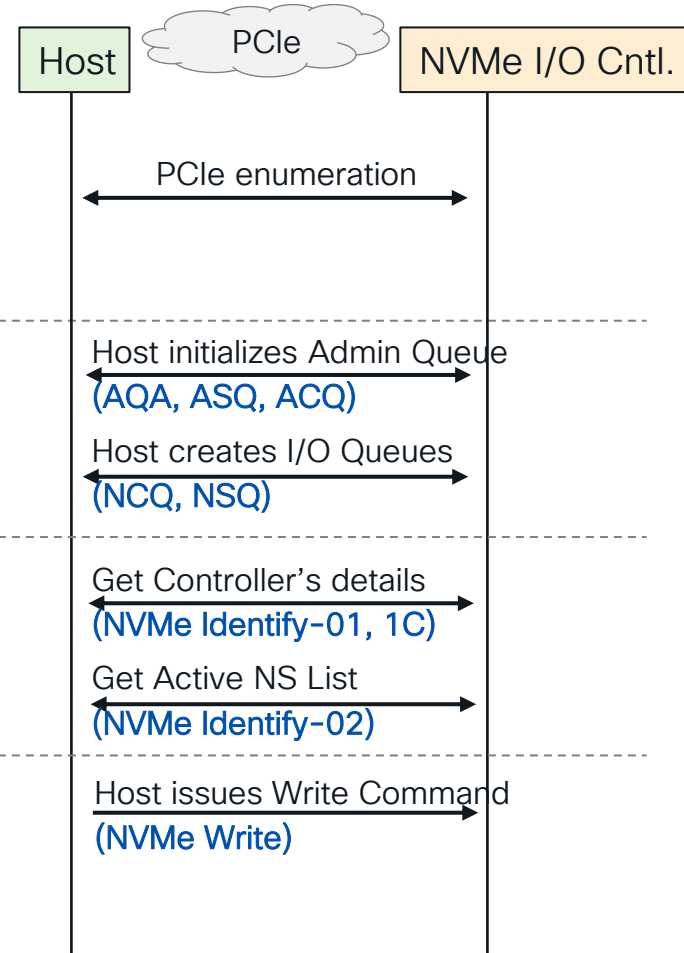 PCIe
Host
NVMe I/O Cntl.
PCIe enumeration
Host initializes Admin Queue
(AQA, ASQ, ACQ)
Host creates I/O Queues
(NCQ, NSQ)
Get Controller’s details
(NVMe Identify-01, 1C)
Get Active NS List
(NVMe Identify-02)
Host issues Write Command
(NVMe Write)